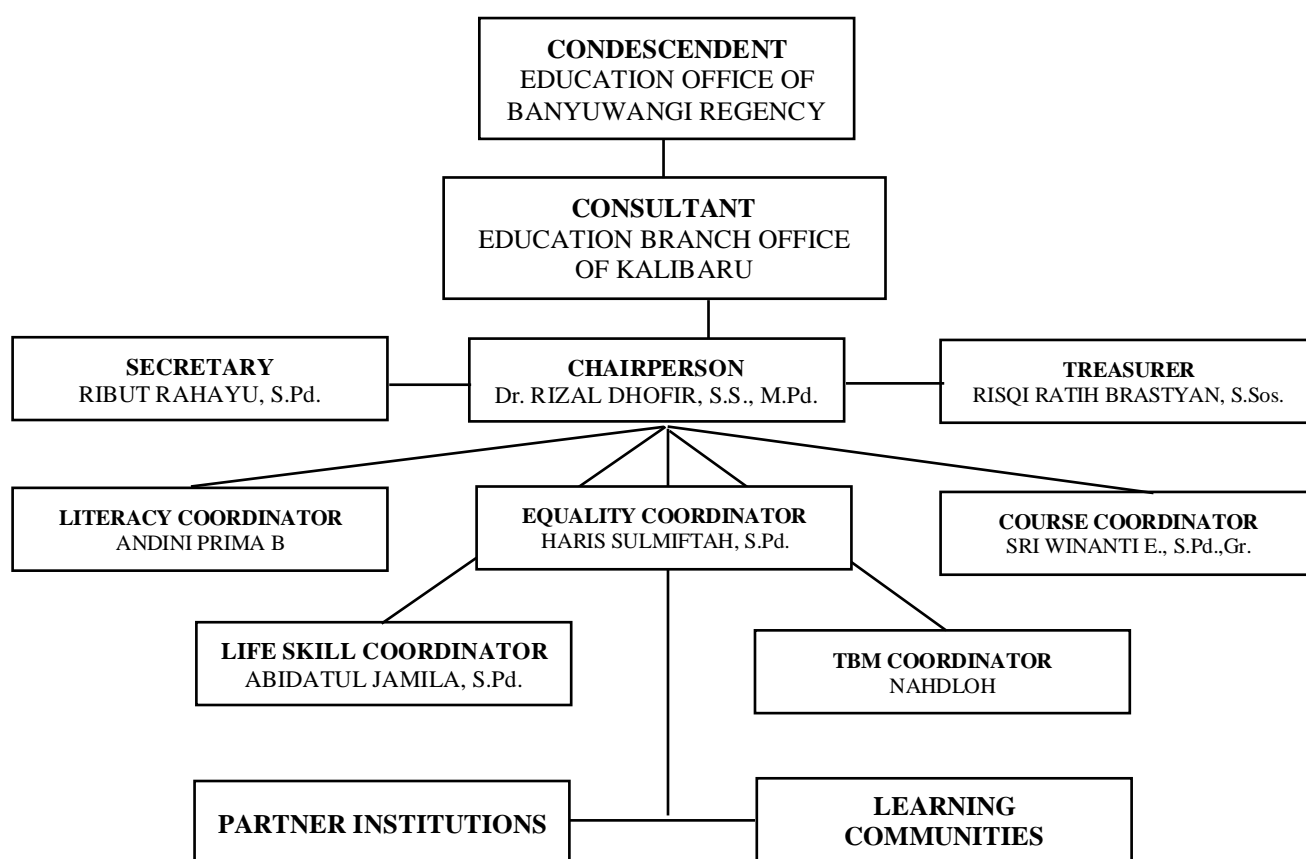 CONDESCENDENT
EDUCATION OFFICE OF
BANYUWANGI REGENCY
CONSULTANT
EDUCATION BRANCH OFFICE
OF KALIBARU
SECRETARY
RIBUT RAHAYU, S.Pd.
CHAIRPERSON
Dr. RIZAL DHOFIR, S.S., M.Pd.
TREASURER
RISQI RATIH BRASTYAN, S.Sos.
LITERACY COORDINATOR
ANDINI PRIMA B
EQUALITY COORDINATOR
HARIS SULMIFTAH, S.Pd.
COURSE COORDINATOR
SRI WINANTI E., S.Pd.,Gr.
LIFE SKILL COORDINATOR
ABIDATUL JAMILA, S.Pd.
TBM COORDINATOR
NAHDLOH
PARTNER INSTITUTIONS
LEARNING
COMMUNITIES